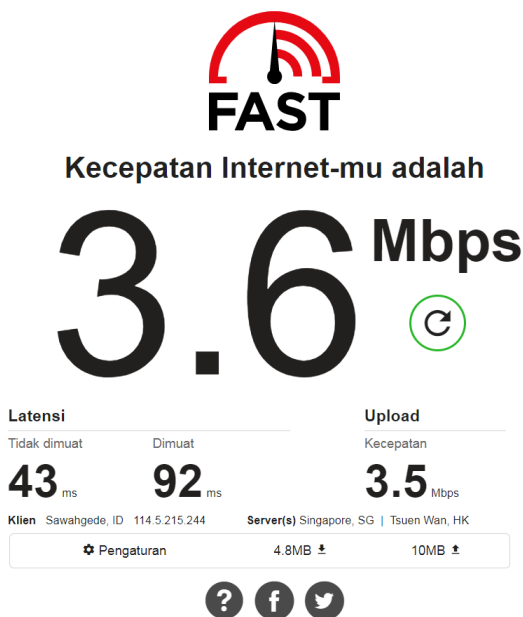 FAST
Kecepatan Internet-mu adalah
3.6 Mbps
Latensi
Upload
Tidak dimuat
Dimuat
Kecepatan
43 ms
92 ms
3.5 Mbps
Klien Sawahgede, ID 114.5.215.244 Server(s) Singapore, SG | Tsuen Wan, HK
Pengaturan
4.8MB
10MB
?
f